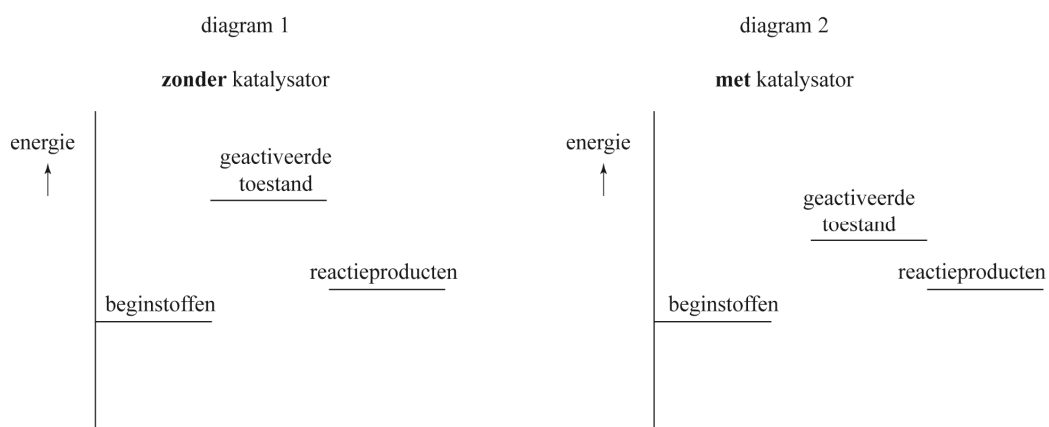 diagram 1
zonder katalysator
energie
geactiveerde
toestand
reactieproducten
beginstoffen
diagram 2
met katalysator
energie
geactiveerde
toestand
reactieproducten
beginstoffen